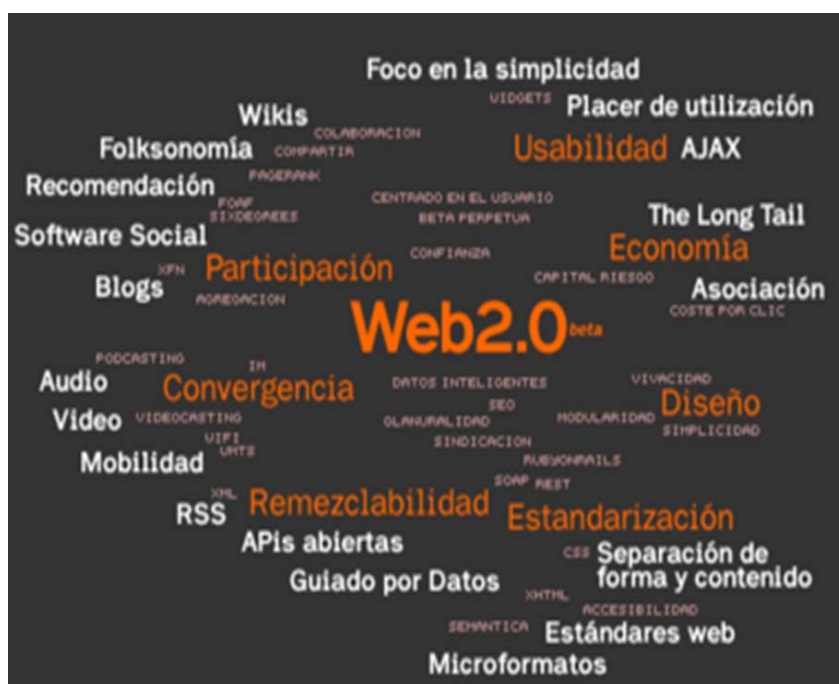 Foco en la simplicidad
WIDGETS
Placer de utilización
Wikis
COLABORACION
Usabilidad AJAX
Folksonomía COMPARTIR
PAGERANK
Recomendación
CENTRADO EN EL USUARIO
FOAF
SIXDEGREES
BETA PERPETUA
The Long Tail
Software Social
Economía
CONFIANZA
XFN Participación
Blogs
CAPITAL RIESGO
Asociación
AGREGACION
COSTE POR CLIC
Web2.0 beta
PODCASTING
IM
Audio Convergencia
DATOS INTELIGENTES
VIVACIDAD
Diseño
SEO
Video VIDEOCASTING
GLANURALIDAD
MODULARIDAD
SIMPLICIDAD
WIFI
SINDICACION
UMTS
Mobilidad
RUBYONRAILS
SOAP REST
XML Remezclabilidad
RSS
Estandarización
APis abiertas
CSS Separación de
forma y contenido
Guiado por Datos
XHTML
ACCESIBILIDAD
SEMANTICA Estándares web
Microformatos